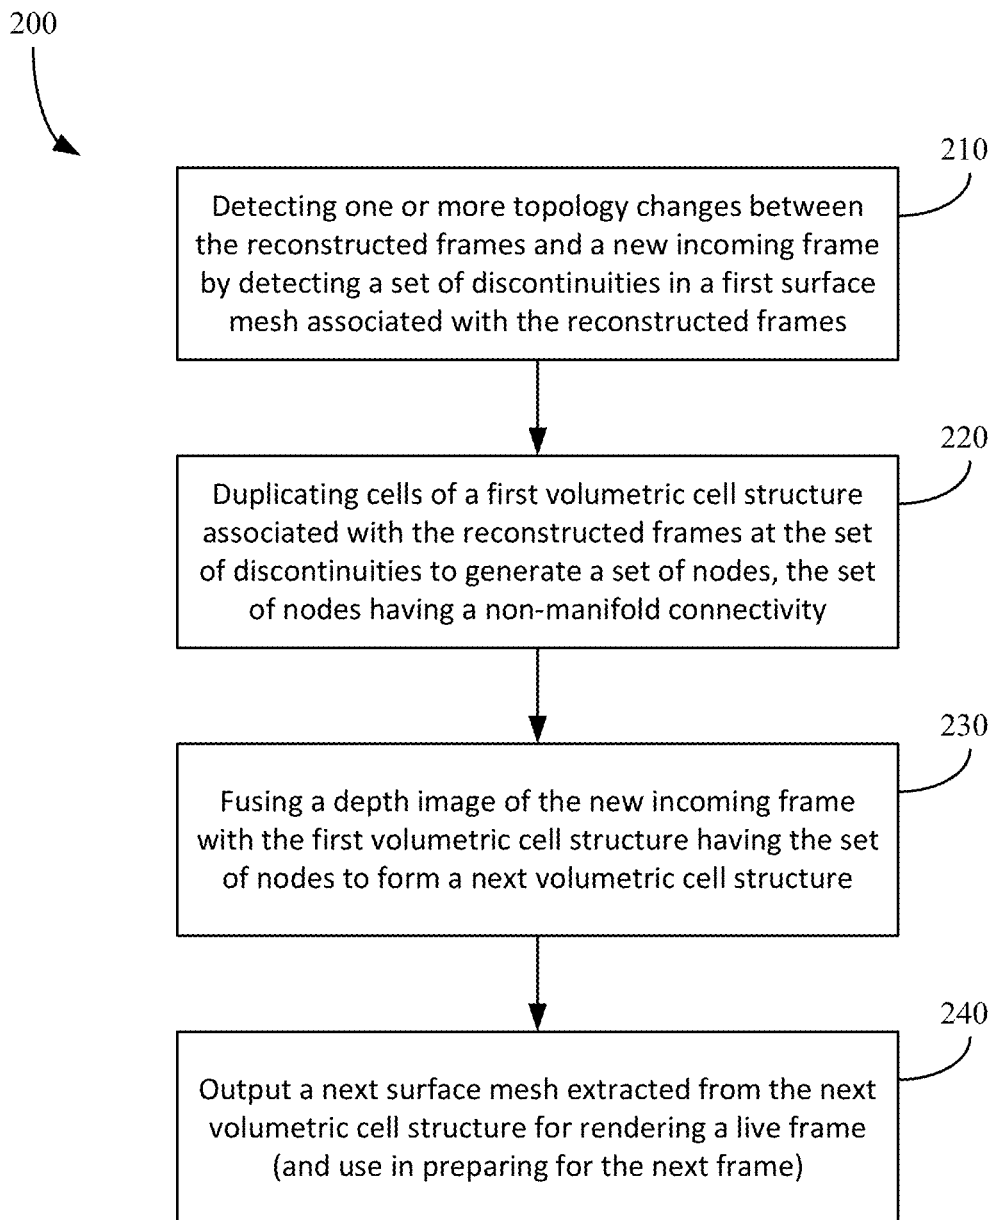 200
210
Detecting one or more topology changes between
the reconstructed frames and a new incoming frame
by detecting a set of discontinuities in a first surface
mesh associated with the reconstructed frames
220
Duplicating cells of a first volumetric cell structure
associated with the reconstructed frames at the set
of discontinuities to generate a set of nodes, the set
of nodes having a non-manifold connectivity
230
Fusing a depth image of the new incoming frame
with the first volumetric cell structure having the set
of nodes to form a next volumetric cell structure
240
Output a next surface mesh extracted from the next
volumetric cell structure for rendering a live frame
(and use in preparing for the next frame)